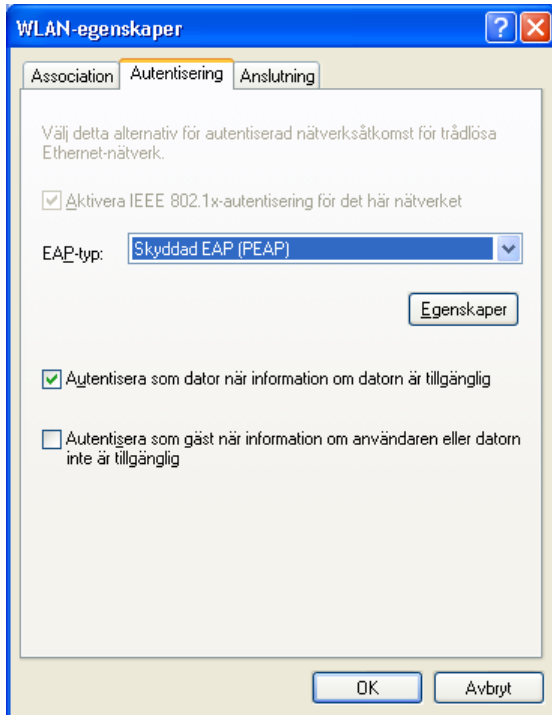 WLAN-egenskaper
Association Autentisering Anslutning
Välj detta alternativ för autentiserad nätverksåtkomst för trådlösa
Ethernet-nätverk.
Aktivera IEEE 802.1x-autentisering för det här nätverket
EAP-typ: Skyddad EAP (PEAP)
Egenskaper
Autentisera som dator när information om datorn är tillgänglig
Autentisera som gäst när information om användaren eller datorn
inte är tillgänglig
OK Avbryt